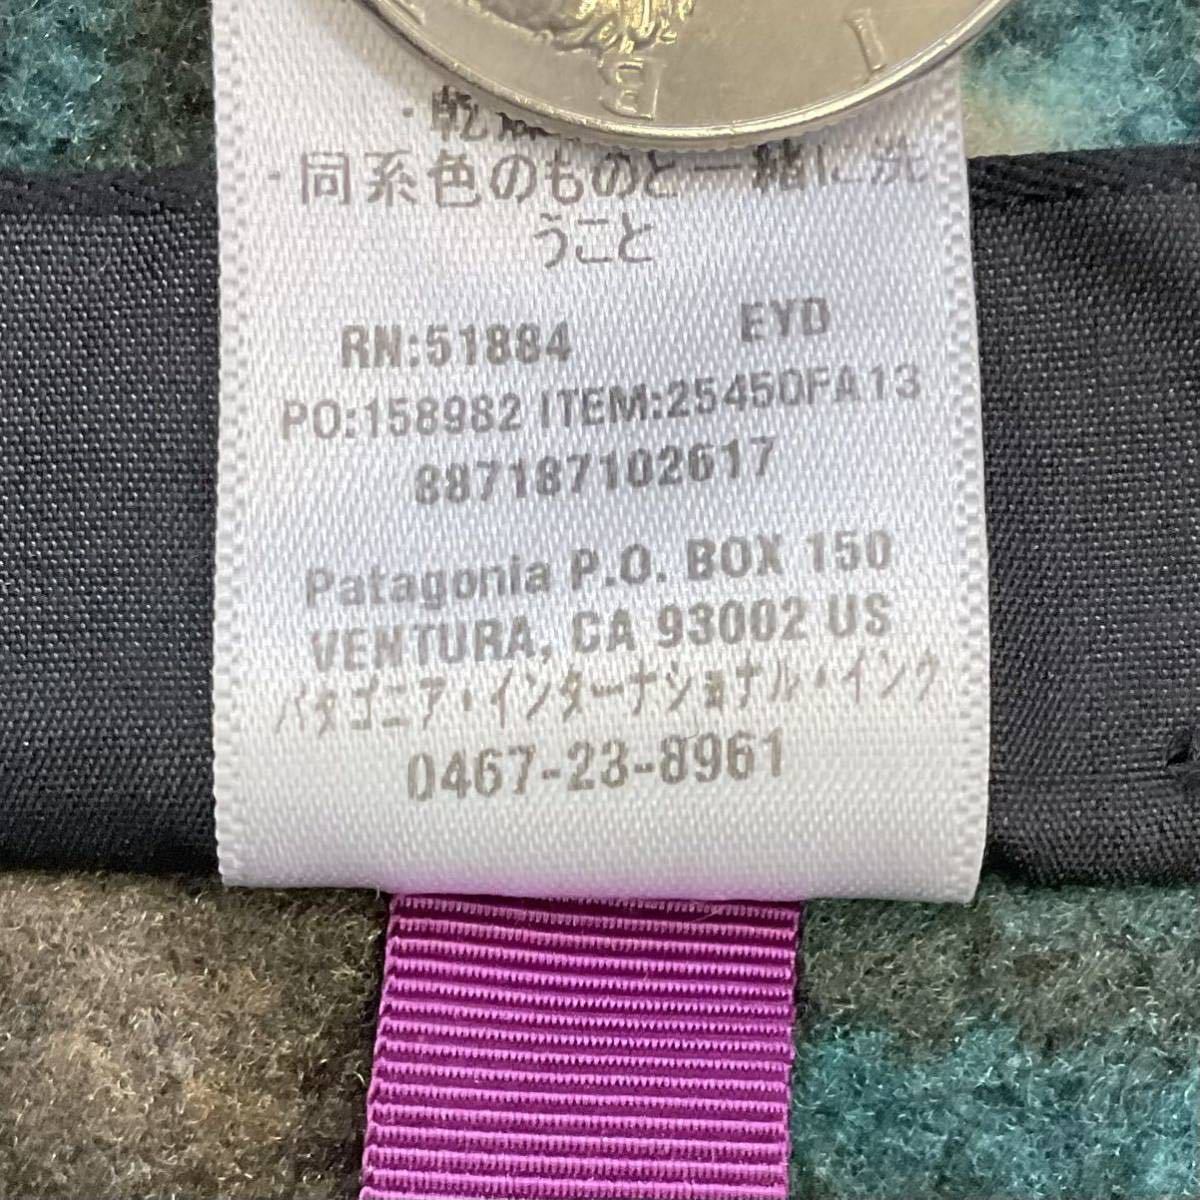 ・同系色のものと一緒に洗
うこと
RN:51884 EYD
PO:158982 ITEM:25450FA13
887187102617
Patagonia P.O. BOX 150
VENTURA, CA 93002 US
パタゴニア・インターナショナル・インク
0467-23-8961